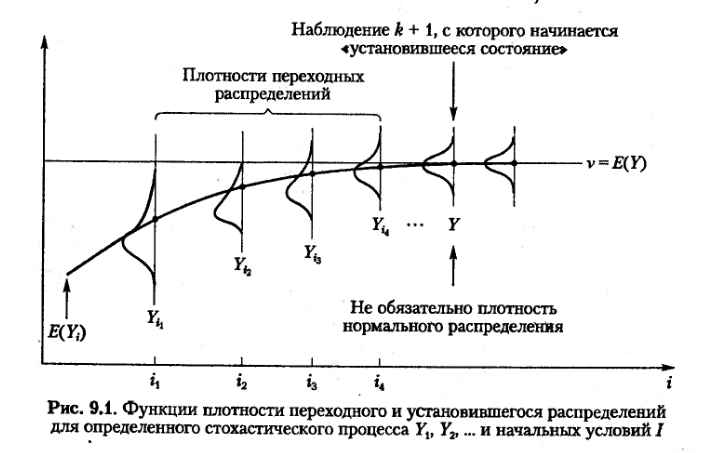 Наблюдение k + 1, с которого начинается
«установившееся состояние»
Плотности переходных
распределений
ν = E(Y)
Y_{i_1}
Y_{i_2}
Y_{i_3}
Y_{i_4} ... Y
E(Y_i)
Не обязательно плотность
нормального распределения
i_1 i_2 i_3 i_4 i
Рис. 9.1. Функции плотности переходного и установившегося распределений
для определенного стохастического процесса Y_1, Y_2, ... и начальных условий I